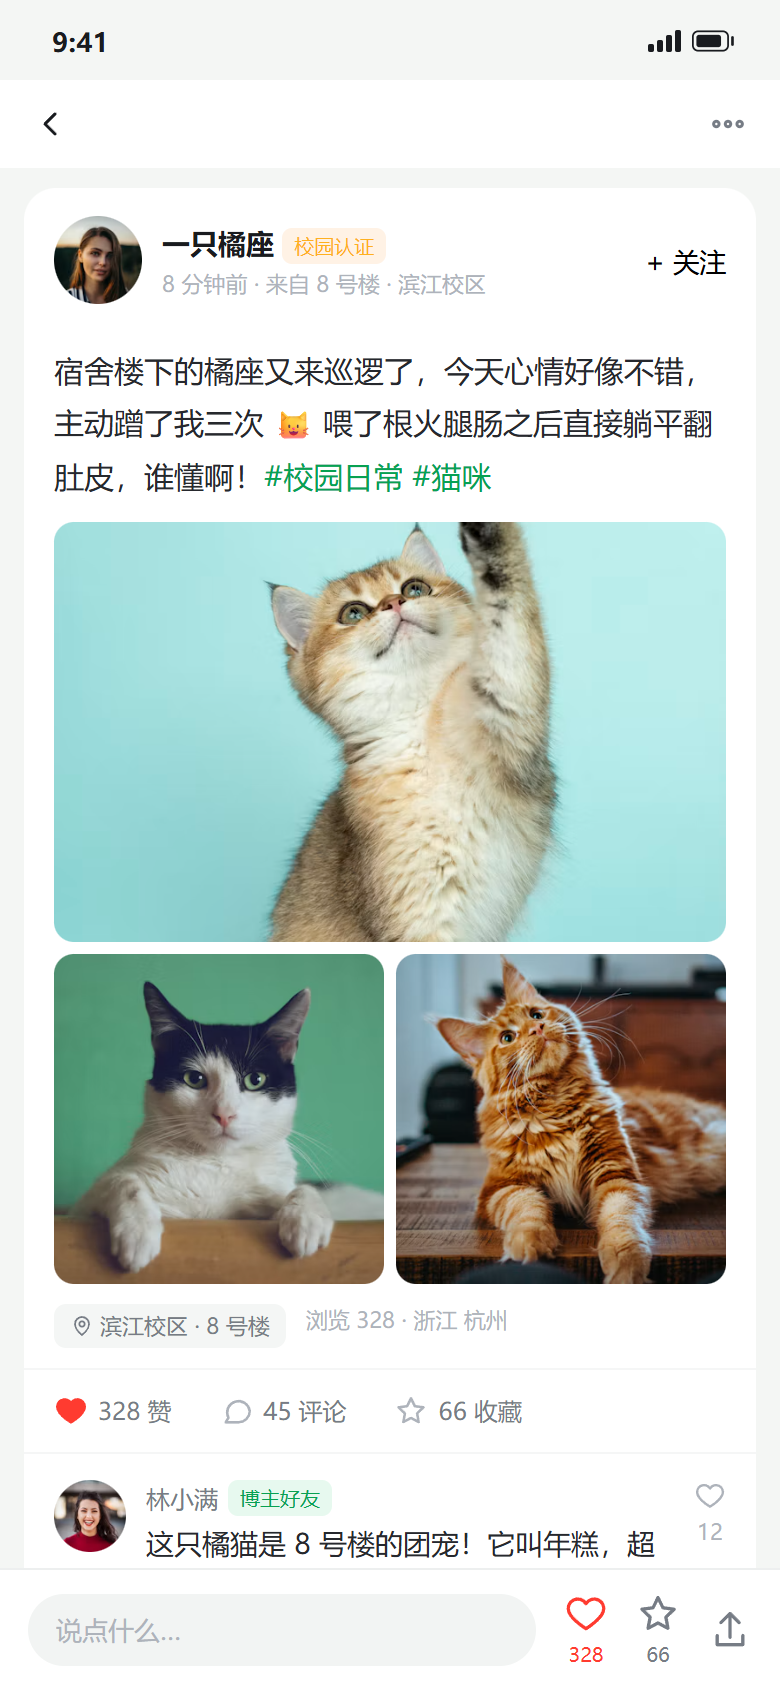 9:41
一只橘座 校园认证
8 分钟前 · 来自 8 号楼 · 滨江校区
+ 关注
宿舍楼下的橘座又来巡逻了，今天心情好像不错，
主动蹭了我三次 😺 喂了根火腿肠之后直接躺平翻
肚皮，谁懂啊！#校园日常 #猫咪
滨江校区 · 8 号楼
浏览 328 · 浙江 杭州
328 赞
45 评论
66 收藏
林小满 博主好友
12
这只橘猫是 8 号楼的团宠！它叫年糕，超
说点什么...
328
66